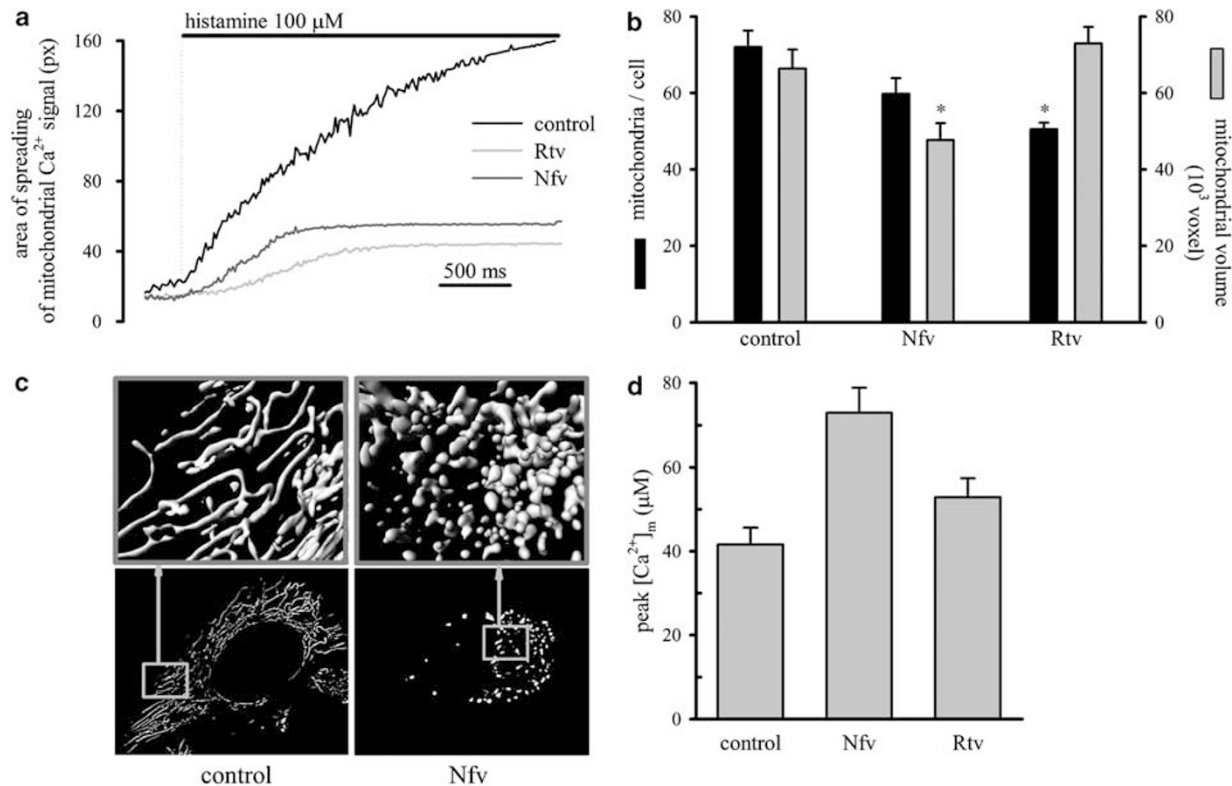 a
histamine 100 μM
160
120
80
40
0
area of spreading
of mitochondrial Ca²⁺ signal (px)
control
Rtv
Nfv
500 ms
b
80
60
40
20
0
mitochondria / cell
*
*
80
60
40
20
0
mitochondrial volume
(10³ voxel)
control
Nfv
Rtv
c
control
Nfv
d
80
60
40
20
0
peak [Ca²⁺]ₘ (μM)
control
Nfv
Rtv